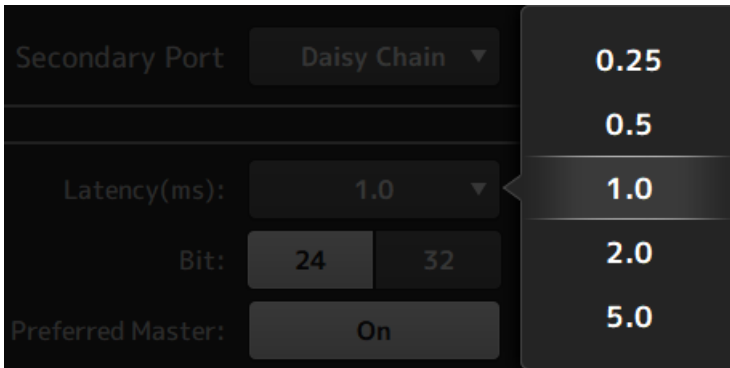 Secondary Port Daisy Chain
Latency(ms): 1.0
Bit: 24 32
Preferred Master: On
0.25
0.5
1.0
2.0
5.0